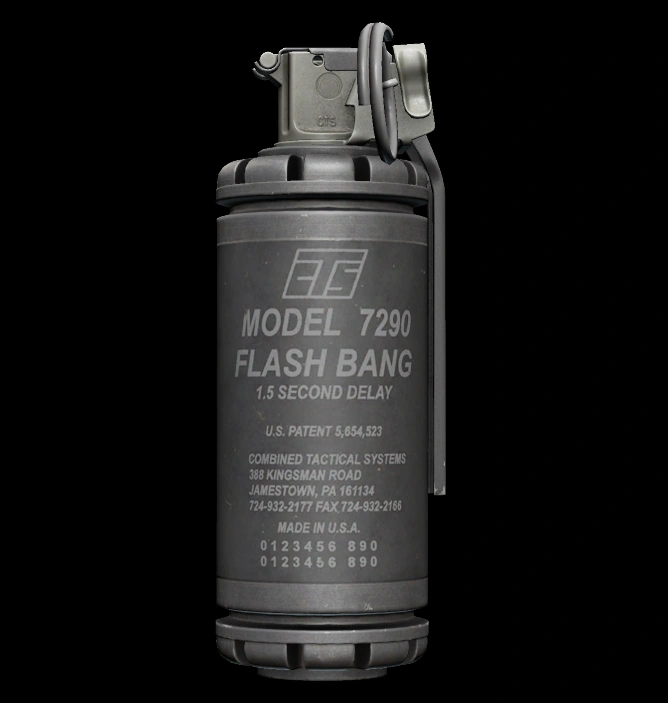 CTS
CTS
MODEL 7290
FLASH BANG
1.5 SECOND DELAY
U.S. PATENT 5,654,523
COMBINED TACTICAL SYSTEMS
388 KINGSMAN ROAD
JAMESTOWN, PA 161134
724-932-2177 FAX 724-932-2166
MADE IN U.S.A.
0123456 890
0123456 890